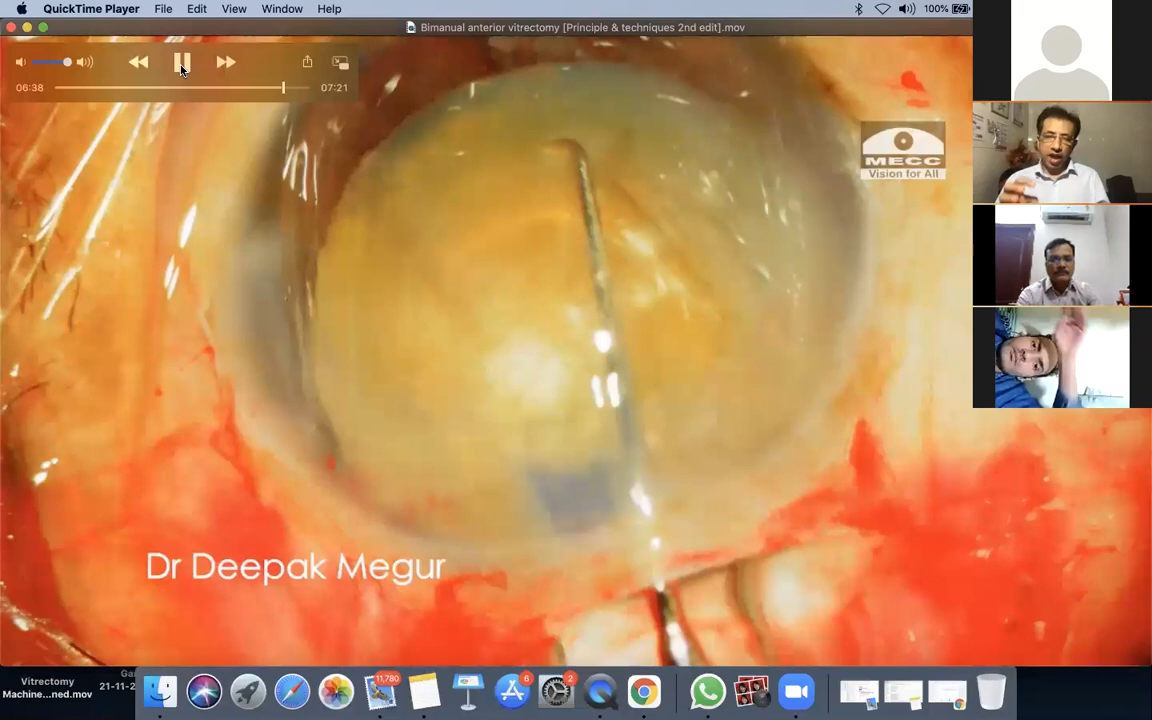 QuickTime Player File Edit View Window Help 100%
Bimanual anterior vitrectomy [Principle & techniques 2nd edit].mov
06:38 07:21
MECC
Vision for All
Dr Deepak Megur
Vitrectomy
Machine...ned.mov
21-11-2
11,780
6
2